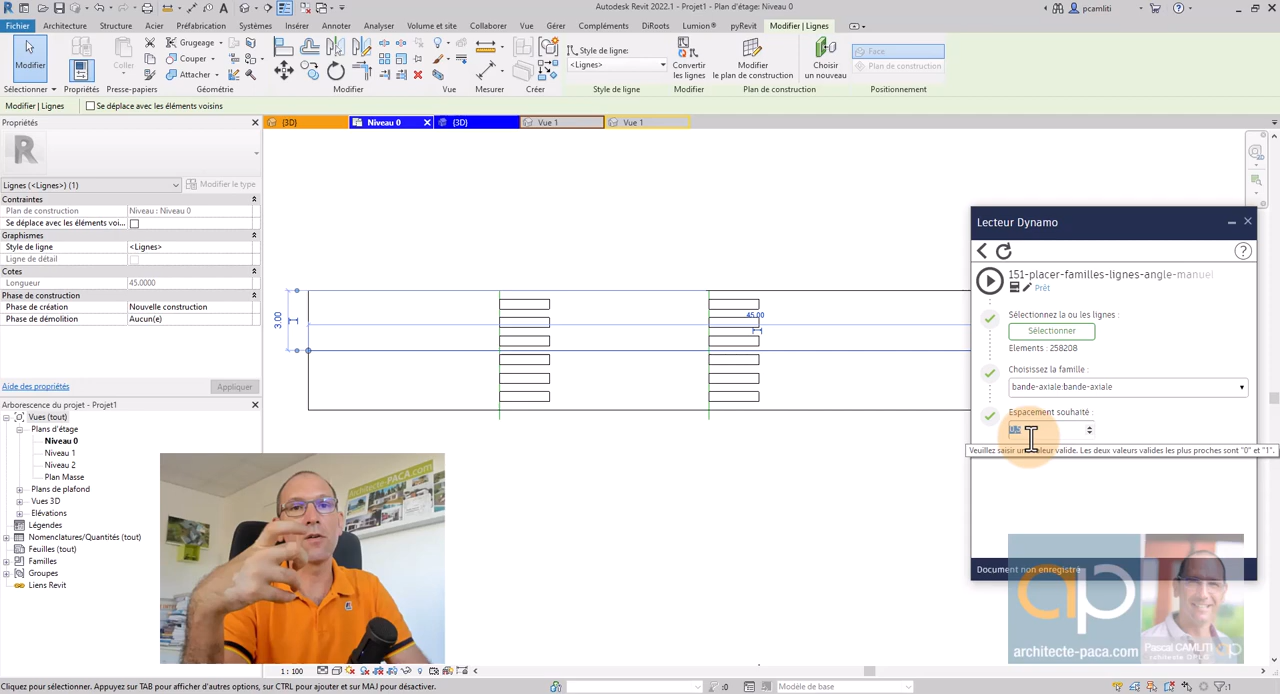 Autodesk Revit 2022.1 - Projet1 - Plan d'étage: Niveau 0
pcamliti
Fichier Architecture Structure Acier Préfabrication Systèmes Insérer Annoter Analyser Volume et site Collaborer Vue Gérer Compléments DiRoots Lumion® pyRevit Modifier | Lignes
Modifier
Propriétés
Coller
Grugeage
Couper
Attacher
Mesurer
Créer
Style de ligne:
<Lignes>
Convertir
les lignes
Modifier
le plan de construction
Choisir
un nouveau
Face
Plan de construction
Sélectionner Propriétés Presse-papiers Géométrie Modifier Vue Mesurer Créer Style de ligne Modifier Plan de construction Positionnement
Modifier | Lignes Se déplace avec les éléments voisins
Propriétés
{3D} Niveau 0 {3D} Vue 1 Vue 1
Lignes (<Lignes>) (1) Modifier le type
Contraintes
Plan de construction Niveau : Niveau 0
Se déplace avec les éléments voi...
Graphismes
Style de ligne <Lignes>
Ligne de détail
Cotes
Longueur 45.0000
Phase de construction
Phase de création Nouvelle construction
Phase de démolition Aucun(e)
Aide des propriétés Appliquer
Arborescence du projet - Projet1
Vues (tout)
Plans d'étage
Niveau 0
Niveau 1
Niveau 2
Plan Masse
Plans de plafond
Vues 3D
Elévations
Légendes
Nomenclatures/Quantités (tout)
Feuilles (tout)
Familles
Groupes
Liens Revit
3.00
45.00
Lecteur Dynamo
151-placer-familles-lignes-angle-manuel
Prêt
Sélectionnez la ou les lignes :
Sélectionner
Elements : 258208
Choisissez la famille :
bande-axiale:bande-axiale
Espacement souhaité :
Document non enregistré
architecte-paca.com
Pascal CAMLITI
architecte DPLG
Architecte-PACA.com
1 : 100
Cliquez pour sélectionner. Appuyez sur TAB pour afficher d'autres options, sur CTRL pour ajouter et sur MAJ pour désactiver.
:0
Modèle de base
:1